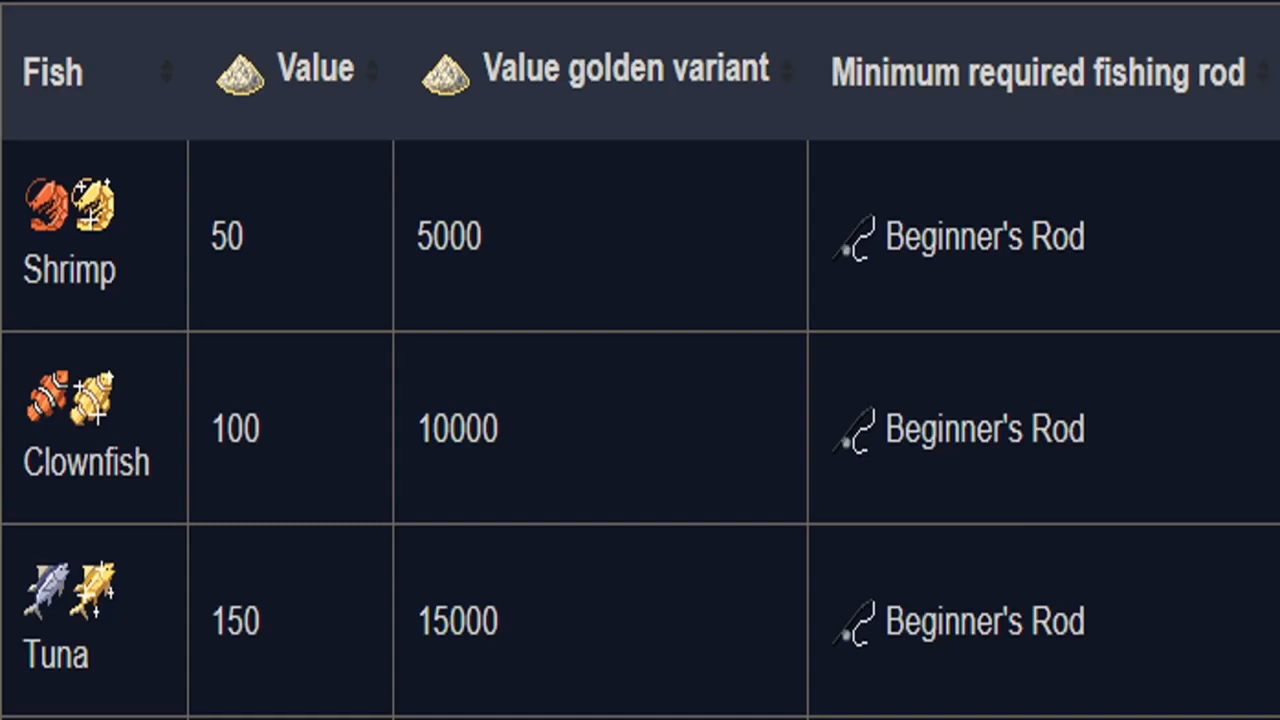 Fish Value Value golden variant Minimum required fishing rod
Shrimp 50 5000 Beginner's Rod
Clownfish 100 10000 Beginner's Rod
Tuna 150 15000 Beginner's Rod